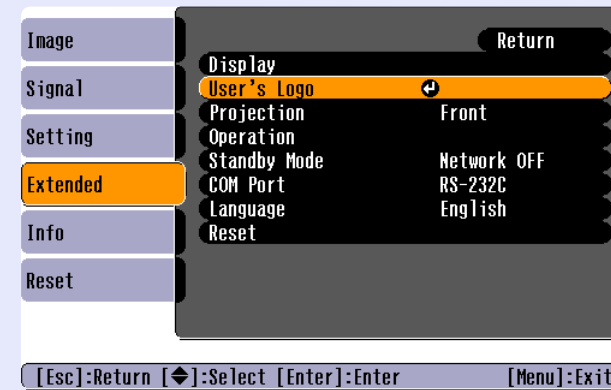 Image
Signal
Setting
Extended
Info
Reset
Return
Display
User's Logo
Projection Front
Operation
Standby Mode Network OFF
COM Port RS-232C
Language English
Reset
[Esc]:Return [◆]:Select [Enter]:Enter [Menu]:Exit